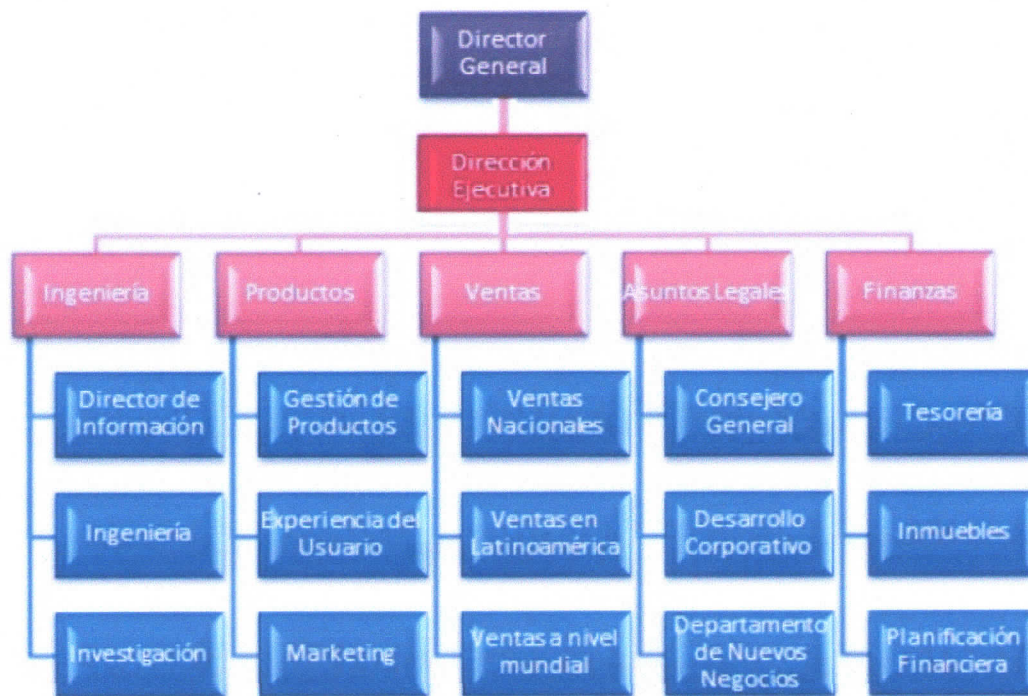 Director
General
Dirección
Ejecutiva
Ingeniería
Productos
Ventas
Asuntos Legales
Finanzas
Director de
Información
Gestión de
Productos
Ventas
Nacionales
Consejero
General
Tesorería
Ingeniería
Experiencia del
Usuario
Ventas en
Latinoamérica
Desarrollo
Corporativo
Inmuebles
Investigación
Marketing
Ventas a nivel
mundial
Departamento
de Nuevos
Negocios
Planificación
Financiera